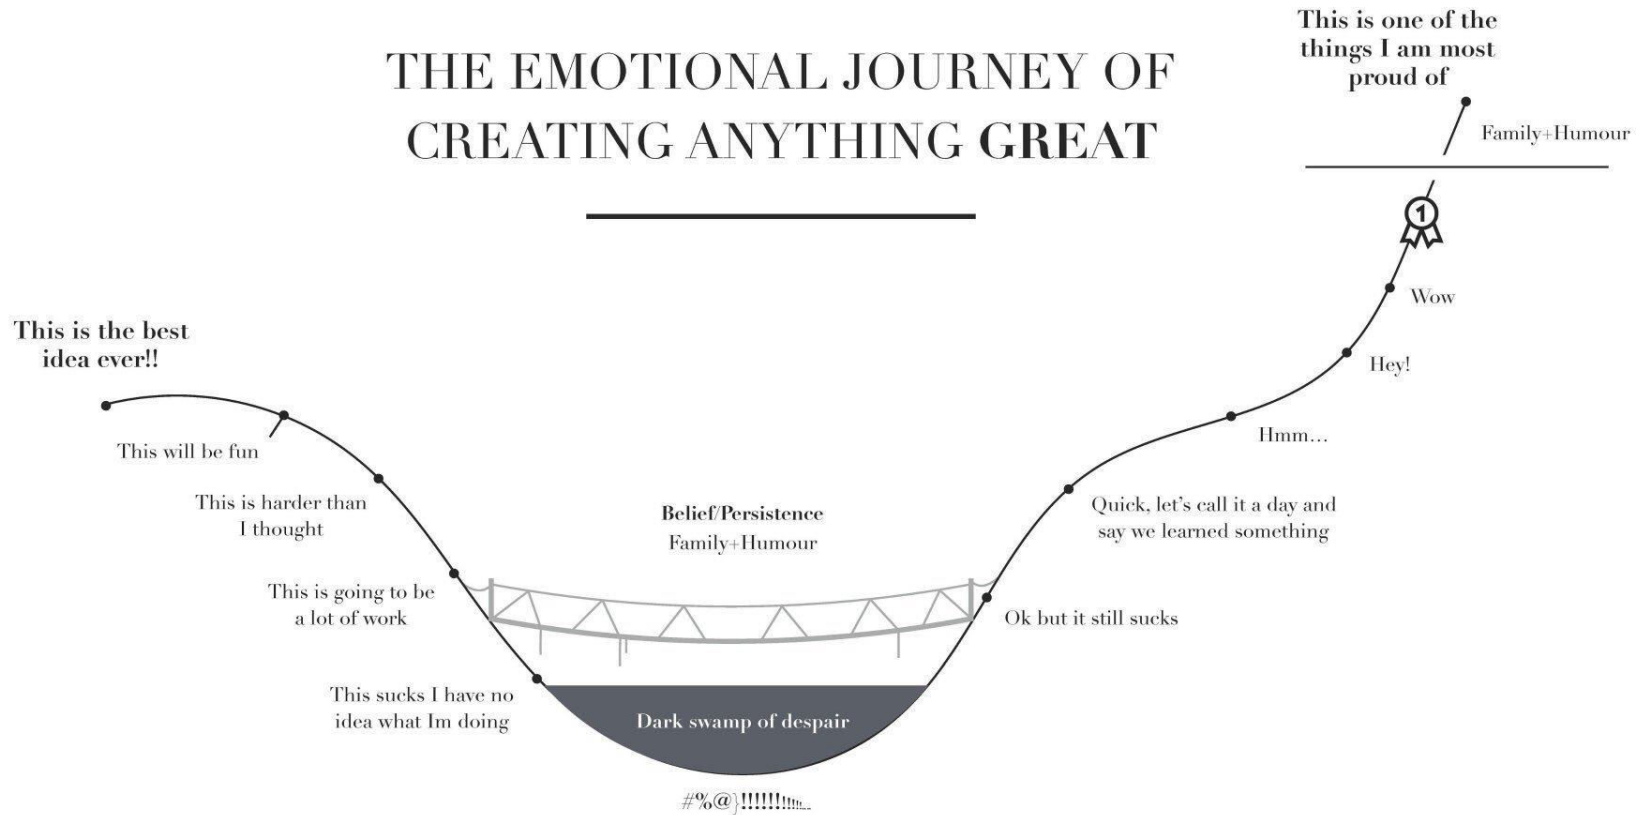 THE EMOTIONAL JOURNEY OF
CREATING ANYTHING GREAT
This is the best
idea ever!!
This will be fun
This is harder than
I thought
This is going to be
a lot of work
This sucks I have no
idea what Im doing
Dark swamp of despair
#%@}!!!!!!!!!!!...
Belief/Persistence
Family+Humour
Ok but it still sucks
Quick, let's call it a day and
say we learned something
Hmm...
Hey!
Wow
1
Family+Humour
This is one of the
things I am most
proud of